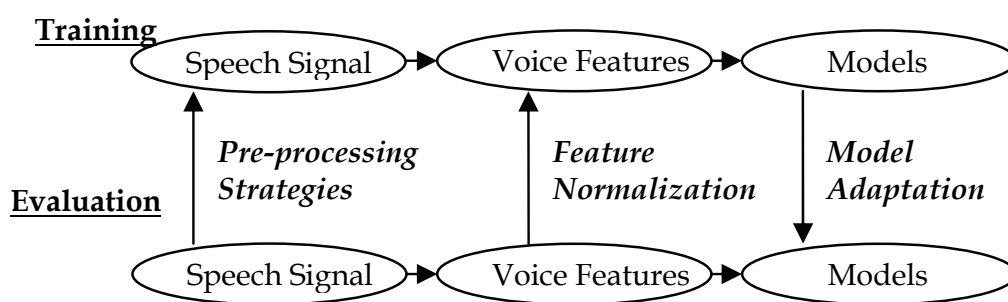 Training
Speech Signal Voice Features Models
Pre-processing Feature Model
Strategies Normalization Adaptation
Evaluation
Speech Signal Voice Features Models